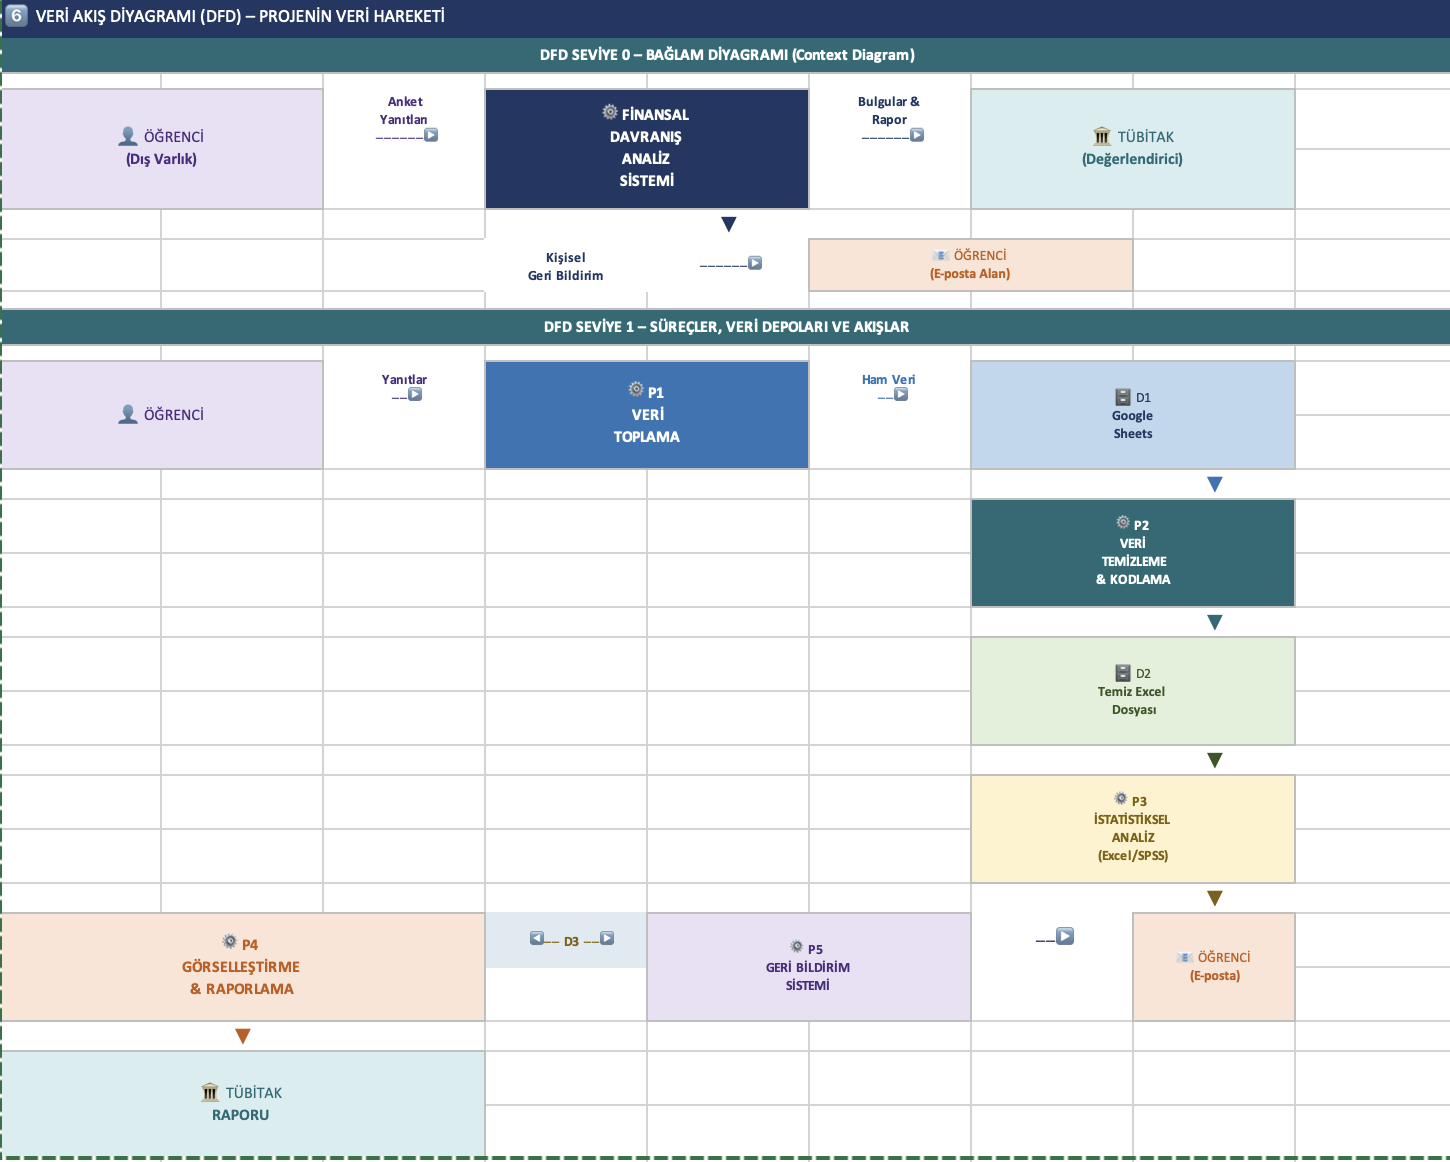 6 VERİ AKIŞ DİYAGRAMI (DFD) – PROJENİN VERİ HAREKETİ
DFD SEVİYE 0 – BAĞLAM DİYAGRAMI (Context Diagram)
ÖĞRENCİ
(Dış Varlık)
Anket
Yanıtları
FİNANSAL
DAVRANIŞ
ANALİZ
SİSTEMİ
Bulgular &
Rapor
TÜBİTAK
(Değerlendirici)
Kişisel
Geri Bildirim
ÖĞRENCİ
(E-posta Alan)
DFD SEVİYE 1 – SÜREÇLER, VERİ DEPOLARI VE AKIŞLAR
ÖĞRENCİ
Yanıtlar
P1
VERİ
TOPLAMA
Ham Veri
D1
Google
Sheets
P2
VERİ
TEMİZLEME
& KODLAMA
D2
Temiz Excel
Dosyası
P3
İSTATİSTİKSEL
ANALİZ
(Excel/SPSS)
P4
GÖRSELLEŞTİRME
& RAPORLAMA
D3
P5
GERİ BİLDİRİM
SİSTEMİ
ÖĞRENCİ
(E-posta)
TÜBİTAK
RAPORU